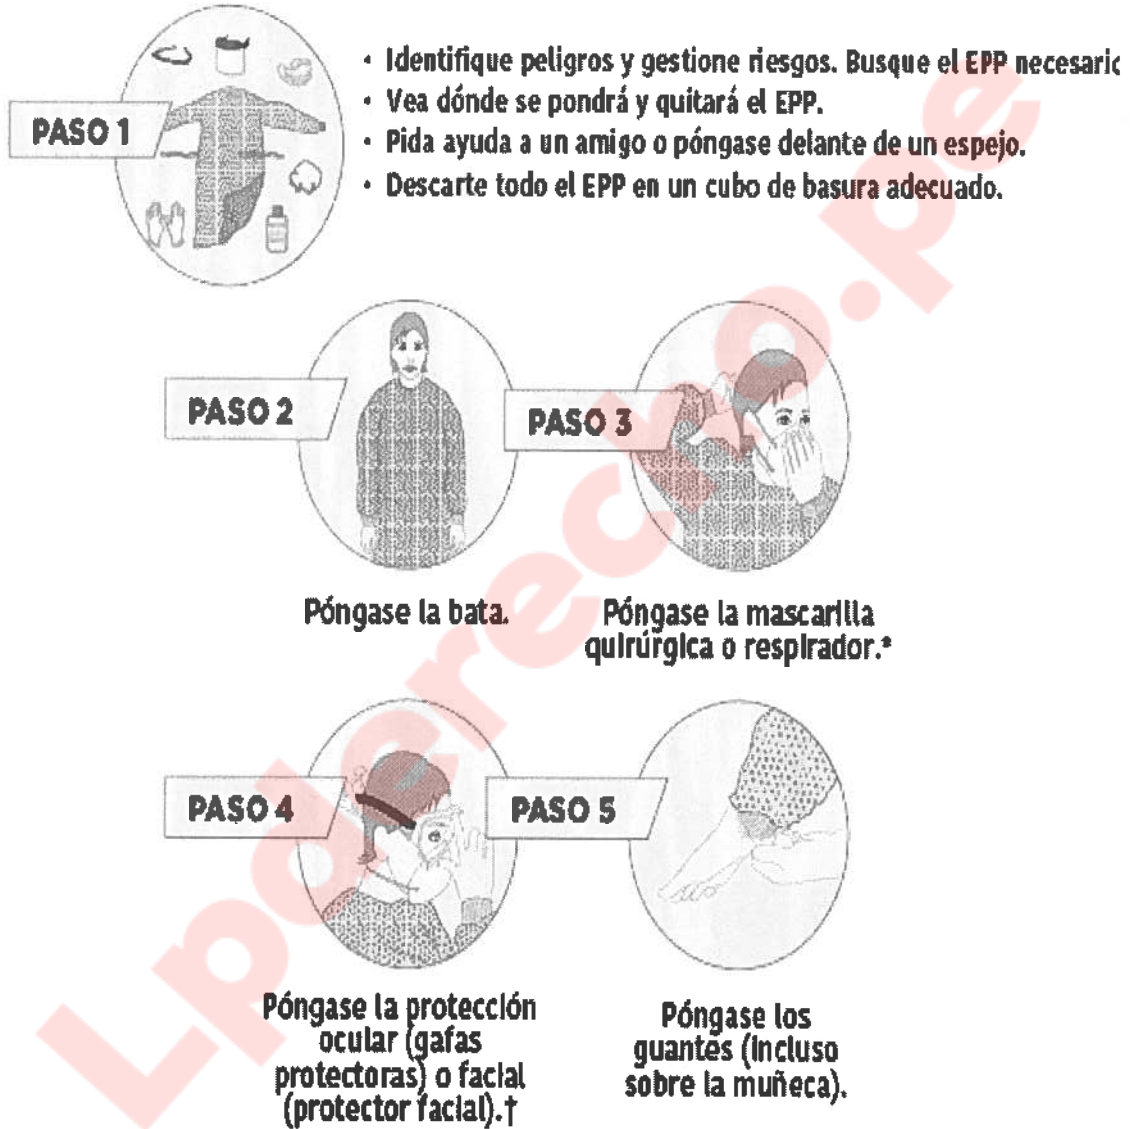 PASO 1
• Identifique peligros y gestione riesgos. Busque el EPP necesario
• Vea dónde se pondrá y quitará el EPP.
• Pida ayuda a un amigo o póngase delante de un espejo.
• Descarte todo el EPP en un cubo de basura adecuado.
PASO 2
PASO 3
Póngase la bata.
Póngase la mascarilla
quirúrgica o respirador.*
PASO 4
PASO 5
Póngase la protección
ocular (gafas
protectoras) o facial
(protector facial).†
Póngase los
guantes (incluso
sobre la muñeca).
Lpderecho.pe